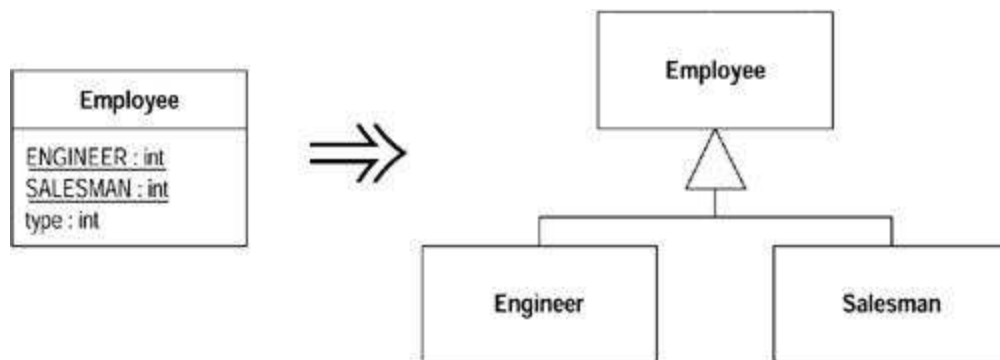 Employee
ENGINEER : int
SALESMAN : int
type : int
Employee
Engineer
Salesman